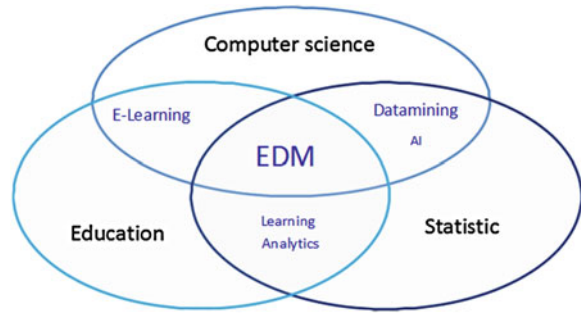 Computer science
E-Learning
Datamining
AI
EDM
Learning
Analytics
Education
Statistic